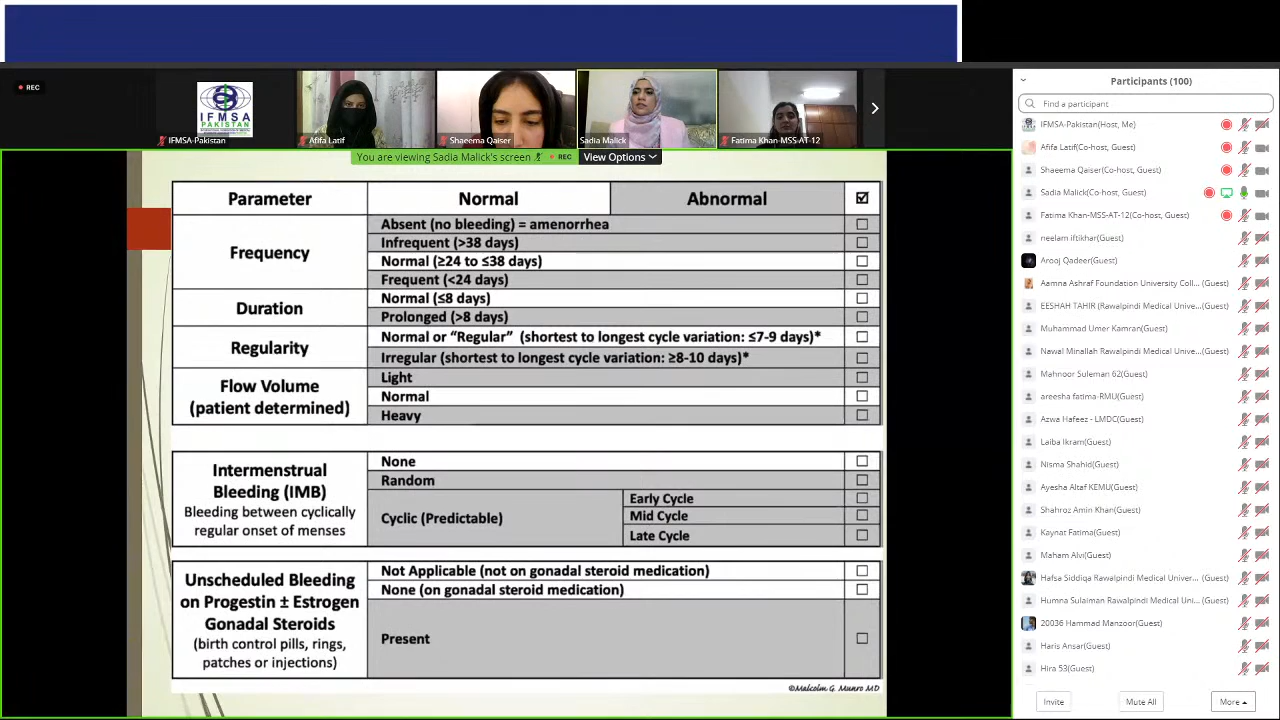 REC
IFMSA
PAKISTAN
IFMSA-Pakistan
Afifa Latif
Shaeema Qaiser
Sadia Malick
Fatima Khan-MSS-AT-12
You are viewing Sadia Malick's screen
REC
View Options
Parameter
Normal
Abnormal
Frequency
Absent (no bleeding) = amenorrhea
Infrequent (>38 days)
Normal (≥24 to ≤38 days)
Frequent (<24 days)
Duration
Normal (≤8 days)
Prolonged (>8 days)
Regularity
Normal or “Regular” (shortest to longest cycle variation: ≤7-9 days)*
Irregular (shortest to longest cycle variation: ≥8-10 days)*
Flow Volume
(patient determined)
Light
Normal
Heavy
Intermenstrual
Bleeding (IMB)
Bleeding between cyclically
regular onset of menses
None
Random
Cyclic (Predictable)
Early Cycle
Mid Cycle
Late Cycle
Unscheduled Bleeding
on Progestin ± Estrogen
Gonadal Steroids
(birth control pills, rings,
patches or injections)
Not Applicable (not on gonadal steroid medication)
None (on gonadal steroid medication)
Present
©Malcolm G. Munro MD
Participants (100)
Find a participant
IFMSA-Pakistan(Host, Me)
Afifa Latif(Co-host, Guest)
Shaeema Qaiser(Co-host, Guest)
Sadia Malick(Co-host, Guest)
Fatima Khan-MSS-AT-12(Co-host, Guest)
neelam iftikhar(Guest)
Arooj Qadeer(Guest)
Aamna Ashraf Foundation University Coll... (Guest)
EESHAH TAHIR (Rawalpindi Medical Unive... (Guest)
Muhammad Umer Kamran(Guest)
Nawal Minallah Rawalpindi Medical Unive... (Guest)
Mahnoor Suleman 62(Guest)
areesha fatima-RMU(Guest)
Azwa Hafeez - LMDC(Guest)
Laiba Ikram(Guest)
Nisma Shahid(Guest)
Ayesha Altaf KEMU(Guest)
Shahroz Amin Khan(Guest)
Kaynat Fatima(Guest)
Maham Alvi(Guest)
Hafsa Siddiqa Rawalpindi Medical Univer... (Guest)
Humna Sulaiman Rawalpindi Medical Uni... (Guest)
20036 Hammad Manzoor(Guest)
Haris Ansar(Guest)
Hira 53(Guest)
Invite
Mute All
More